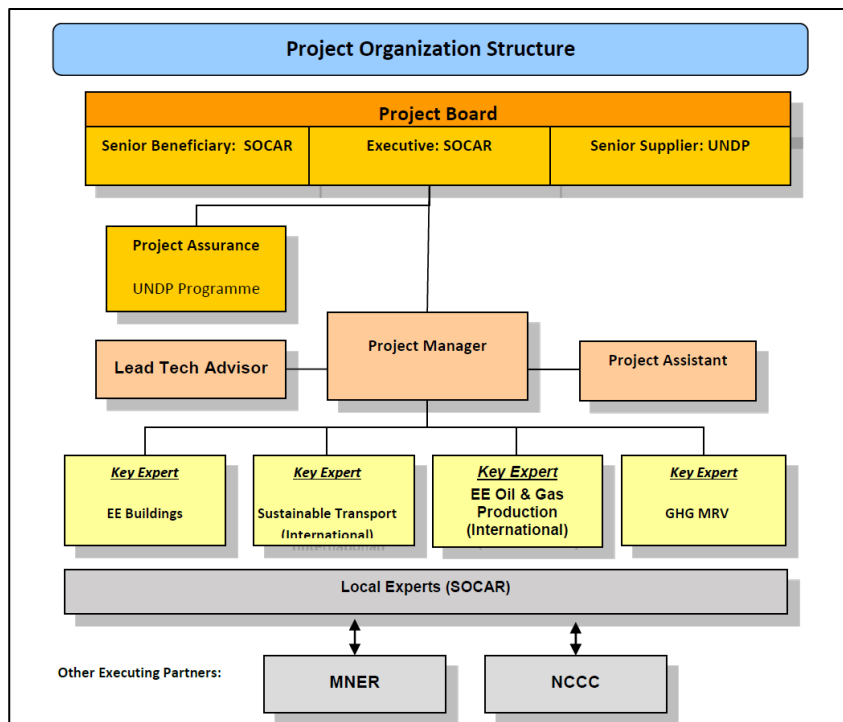 Project Organization Structure
Project Board
Senior Beneficiary: SOCAR
Executive: SOCAR
Senior Supplier: UNDP
Project Assurance
UNDP Programme
Project Manager
Lead Tech Advisor
Project Assistant
Key Expert
EE Buildings
Key Expert
Sustainable Transport
(International)
Key Expert
EE Oil & Gas
Production
(International)
Key Expert
GHG MRV
Local Experts (SOCAR)
Other Executing Partners:
MNER
NCCC